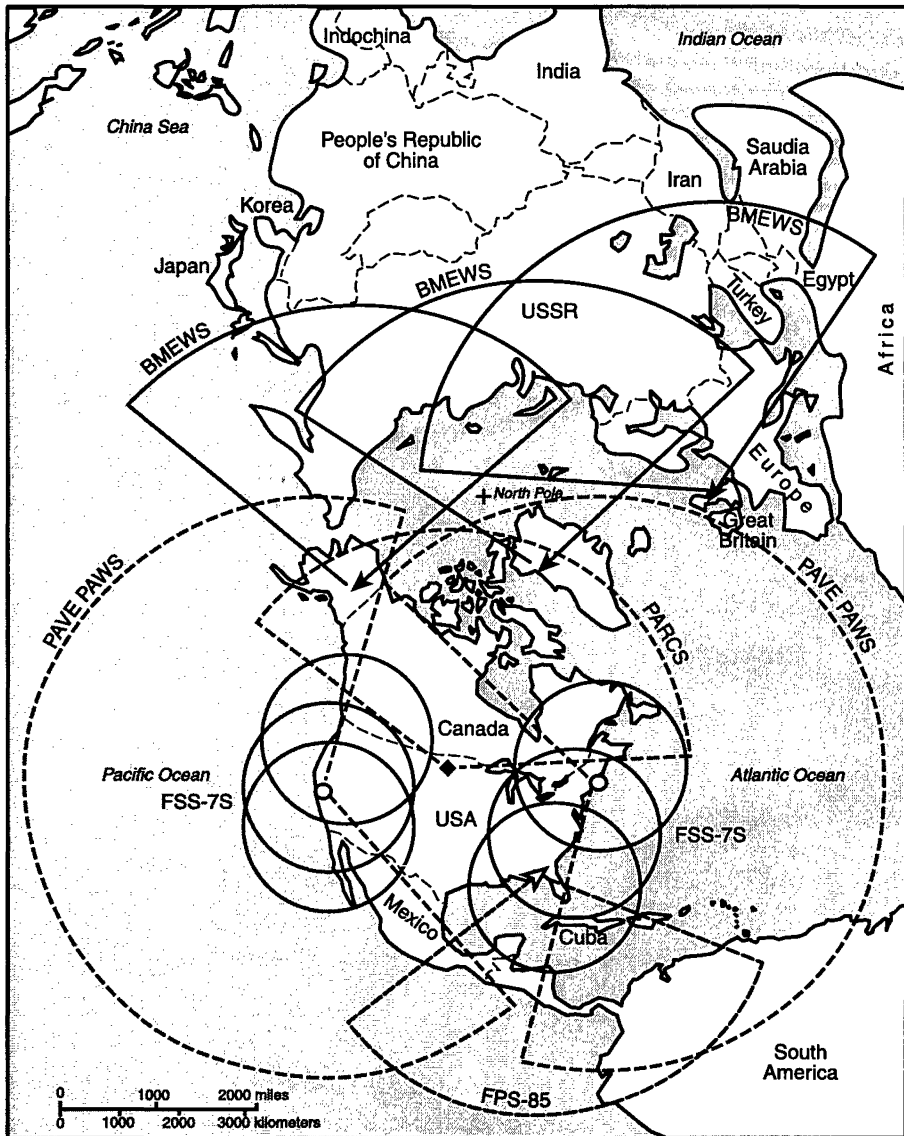 Indochina
Indian Ocean
India
China Sea
People's Republic
of China
Saudia
Arabia
Iran
Korea
BMEWS
Japan
BMEWS
Egypt
USSR
Turkey
BMEWS
Africa
Europe
North Pole
Great
Britain
PAVE PAWS
PAVE PAWS
PARCS
Canada
Pacific Ocean
Atlantic Ocean
FSS-7S
USA
FSS-7S
Mexico
Cuba
South
America
FPS-85
0 1000 2000 miles
0 1000 2000 3000 kilometers